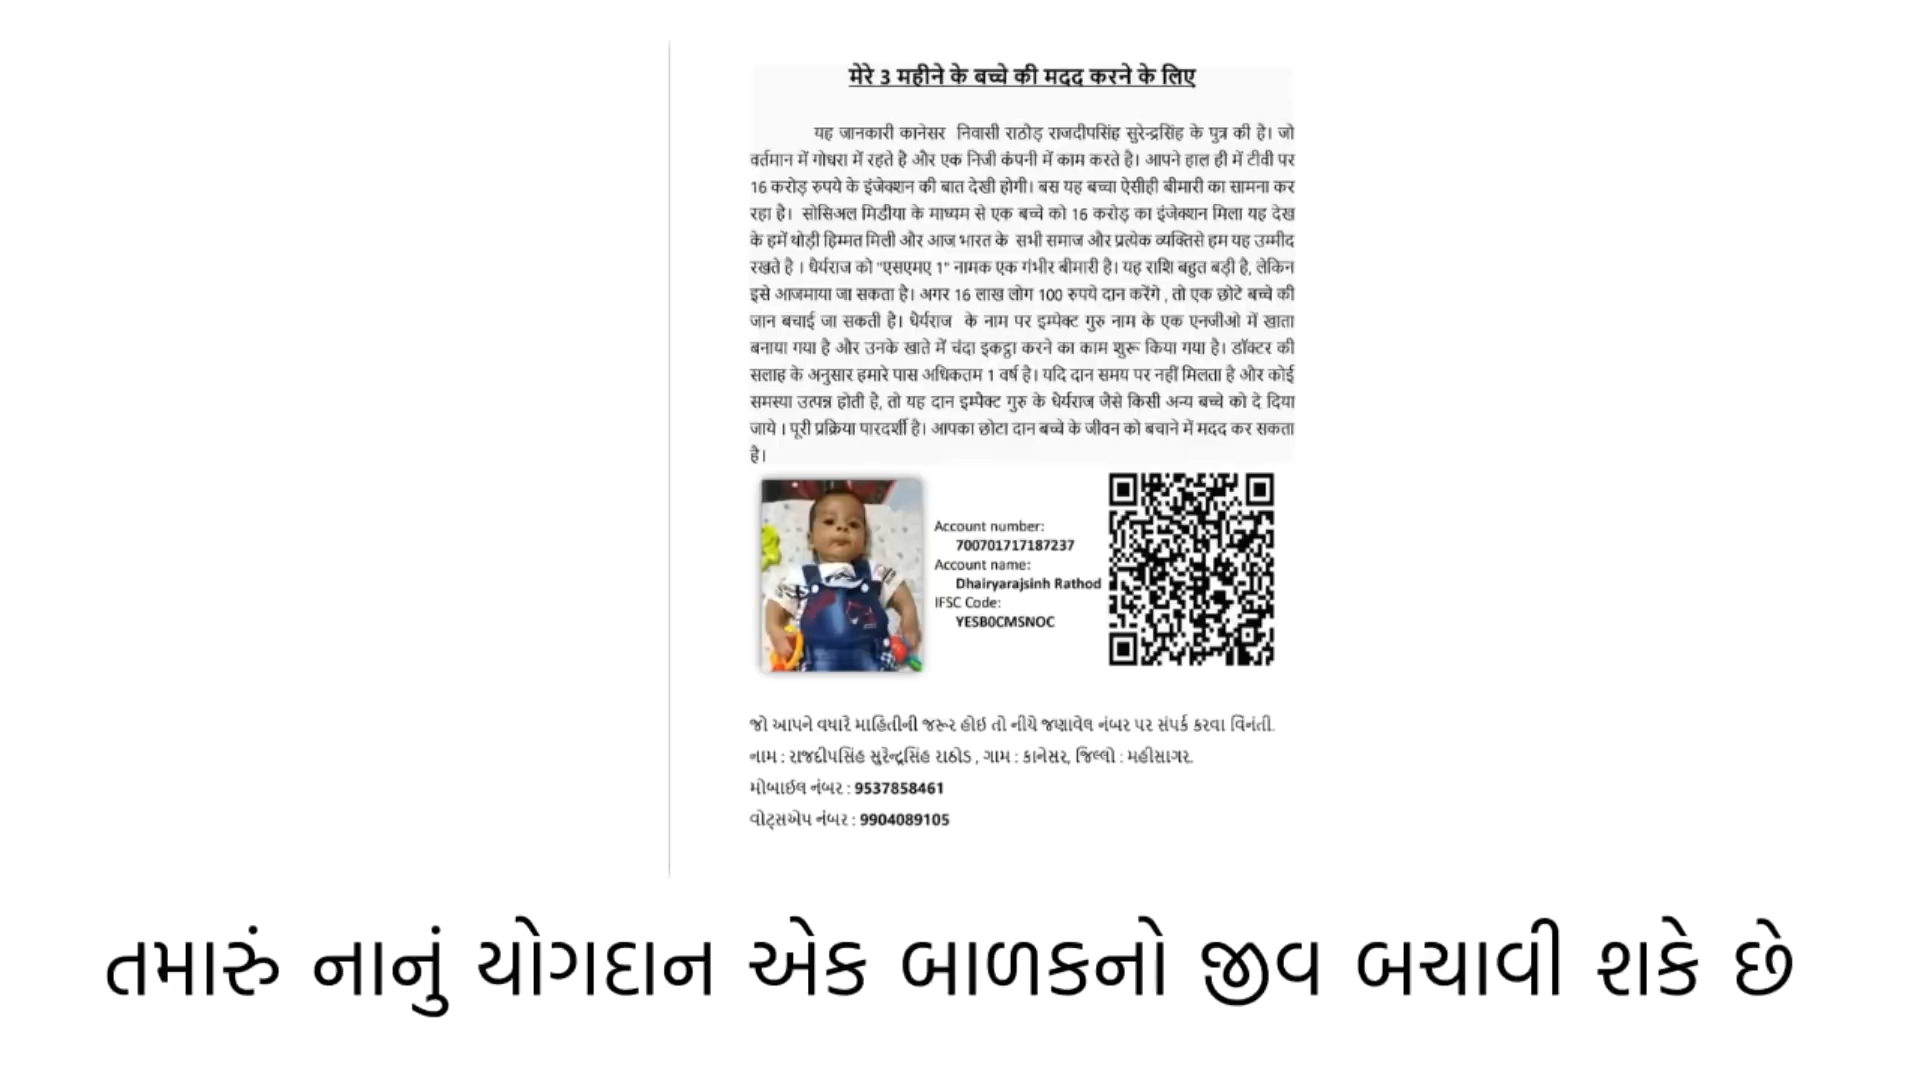 मेरे 3 महीने के बच्चे की मदद करने के लिए
यह जानकारी कानेसर निवासी राठोड़ राजदीपसिंह सुरेन्द्रसिंह के पुत्र की है। जो
वर्तमान में गोधरा में रहते है और एक निजी कंपनी में काम करते है। आपने हाल ही में टीवी पर
16 करोड़ रुपये के इंजेक्शन की बात देखी होगी। बस यह बच्चा ऐसीही बीमारी का सामना कर
रहा है। सोसिअल मिडीया के माध्यम से एक बच्चे को 16 करोड़ का इंजेक्शन मिला यह देख
के हमें थोड़ी हिम्मत मिली और आज भारत के सभी समाज और प्रत्येक व्यक्तिसे हम यह उम्मीद
रखते है । धैर्यराज को "एसएमए 1" नामक एक गंभीर बीमारी है। यह राशि बहुत बड़ी है, लेकिन
इसे आजमाया जा सकता है। अगर 16 लाख लोग 100 रुपये दान करेंगे , तो एक छोटे बच्चे की
जान बचाई जा सकती है। धैर्यराज के नाम पर इम्पेक्ट गुरु नाम के एक एनजीओ में खाता
बनाया गया है और उनके खाते में चंदा इकट्ठा करने का काम शुरू किया गया है। डॉक्टर की
सलाह के अनुसार हमारे पास अधिकतम 1 वर्ष है। यदि दान समय पर नहीं मिलता है और कोई
समस्या उत्पन्न होती है, तो यह दान इम्पेक्ट गुरु के धैर्यराज जैसे किसी अन्य बच्चे को दे दिया
जाये । पूरी प्रक्रिया पारदर्शी है। आपका छोटा दान बच्चे के जीवन को बचाने में मदद कर सकता
है।
Account number:
700701717187237
Account name:
Dhairyarajsinh Rathod
IFSC Code:
YESB0CMSNOC
જો આપને વધારે માહિતીની જરૂર હોઈ તો નીચે જણાવેલ નંબર પર સંપર્ક કરવા વિનંતી.
નામ : રાજદીપસિંહ સુરેન્દ્રસિંહ રાઠોડ , ગામ : કાનેસર, જિલ્લો : મહીસાગર.
મોબાઈલ નંબર : 9537858461
વોટ્સએપ નંબર : 9904089105
તમારું નાનું યોગદાન એક બાળકનો જીવ બચાવી શકે છે